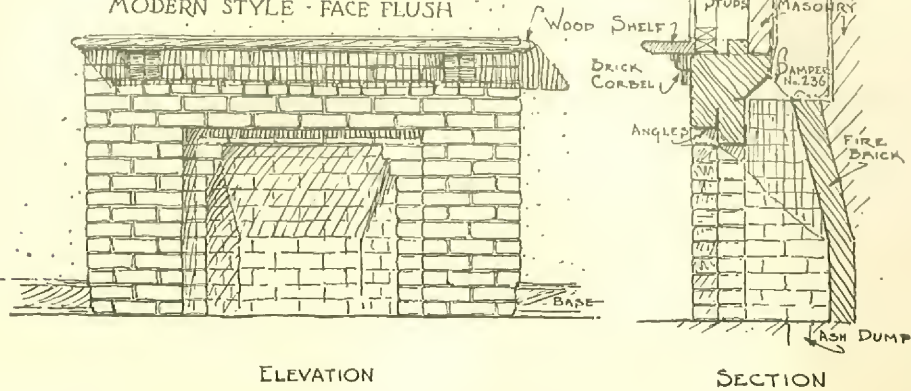 MODERN STYLE - FACE FLUSH
WOOD SHELF
BRICK
CORBEL
STUDS
MASONRY
DAMPER
No. 236
ANGLES
FIRE
BRICK
BASE
ASH DUMP
ELEVATION
SECTION